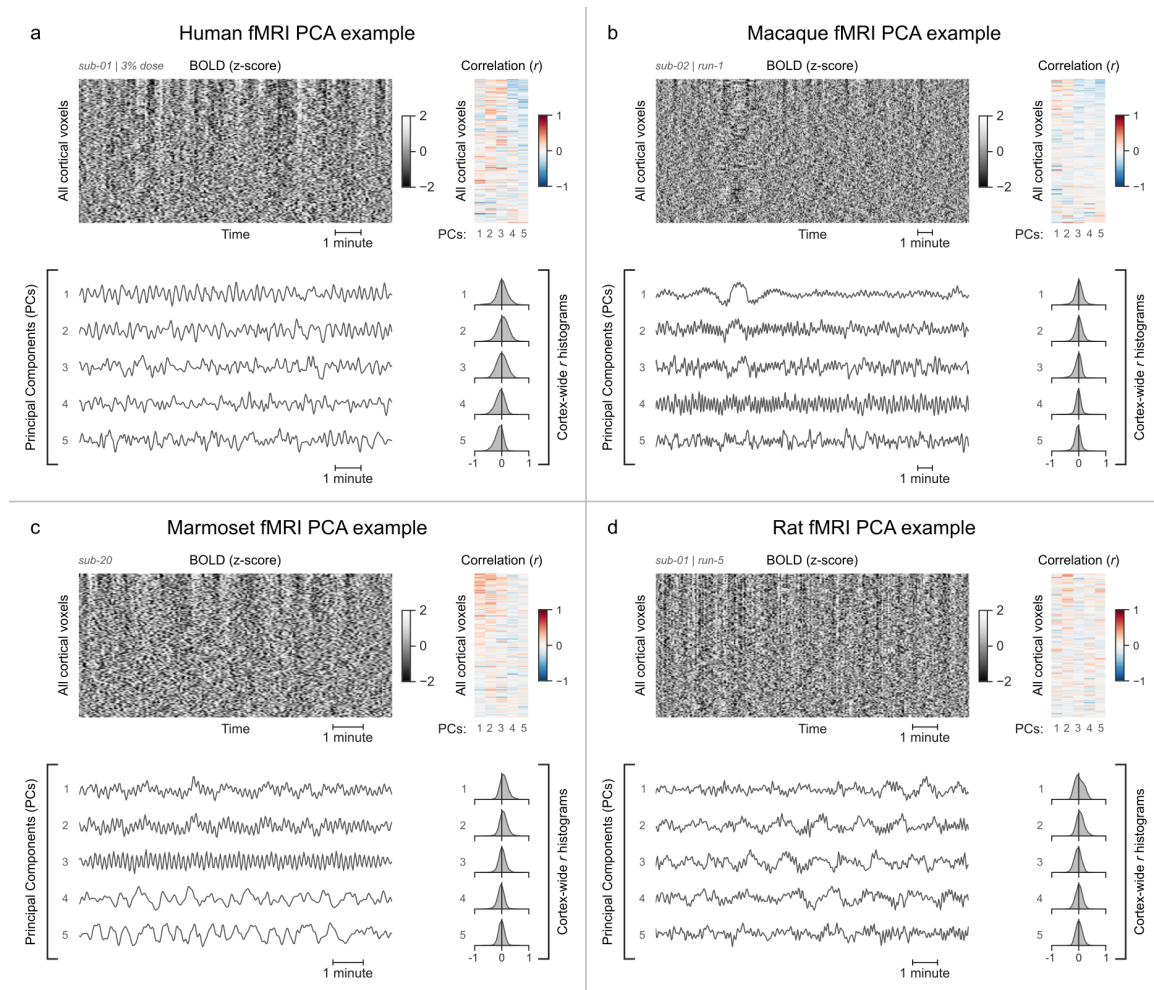 a
Human fMRI PCA example
sub-01 | 3% dose
BOLD (z-score)
Correlation (r)
All cortical voxels
2
0
−2
All cortical voxels
1
0
−1
Time
1 minute
PCs: 1 2 3 4 5
Principal Components (PCs)
1
2
3
4
5
1 minute
1
2
3
4
5
-1 0 1
Cortex-wide r histograms
b
Macaque fMRI PCA example
sub-02 | run-1
BOLD (z-score)
Correlation (r)
All cortical voxels
2
0
−2
All cortical voxels
1
0
−1
Time
1 minute
PCs: 1 2 3 4 5
Principal Components (PCs)
1
2
3
4
5
1 minute
1
2
3
4
5
-1 0 1
Cortex-wide r histograms
c
Marmoset fMRI PCA example
sub-20
BOLD (z-score)
Correlation (r)
All cortical voxels
2
0
−2
All cortical voxels
1
0
−1
Time
1 minute
PCs: 1 2 3 4 5
Principal Components (PCs)
1
2
3
4
5
1 minute
1
2
3
4
5
-1 0 1
Cortex-wide r histograms
d
Rat fMRI PCA example
sub-01 | run-5
BOLD (z-score)
Correlation (r)
All cortical voxels
2
0
−2
All cortical voxels
1
0
−1
Time
1 minute
PCs: 1 2 3 4 5
Principal Components (PCs)
1
2
3
4
5
1 minute
1
2
3
4
5
-1 0 1
Cortex-wide r histograms